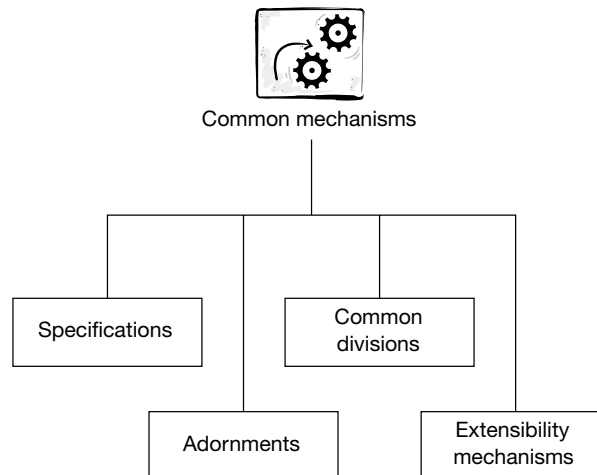 Common mechanisms
Specifications
Common
divisions
Adornments
Extensibility
mechanisms